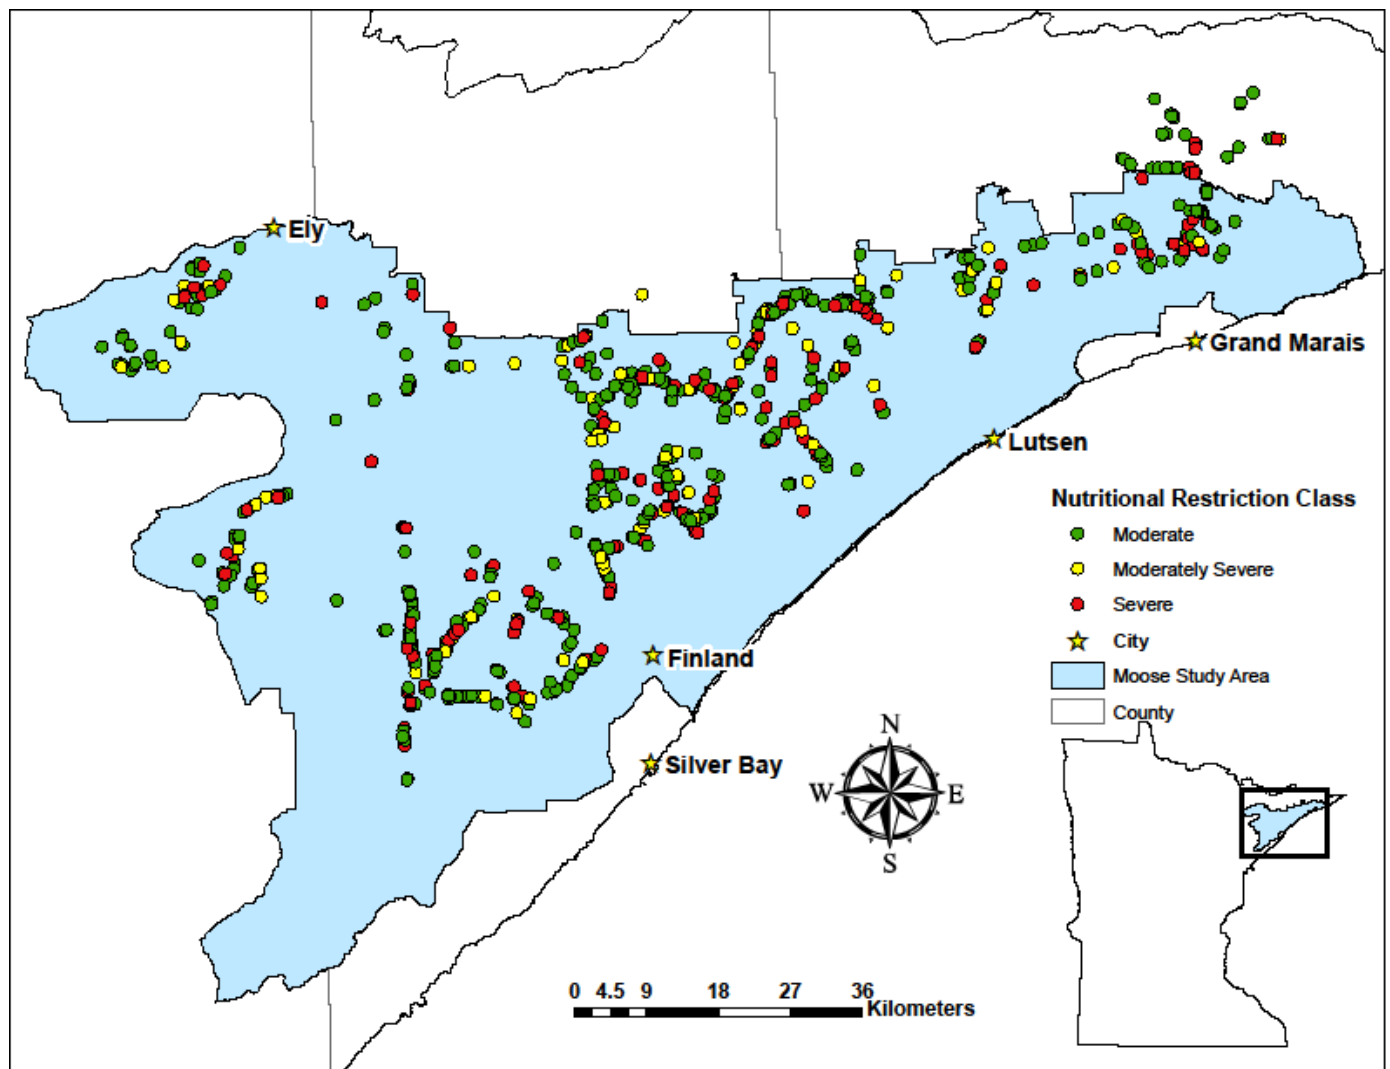 Ely
Grand Marais
Lutsen
Nutritional Restriction Class
Moderate
Moderately Severe
Severe
City
Moose Study Area
County
Finland
Silver Bay
N
W E
S
0 4.5 9 18 27 36
Kilometers